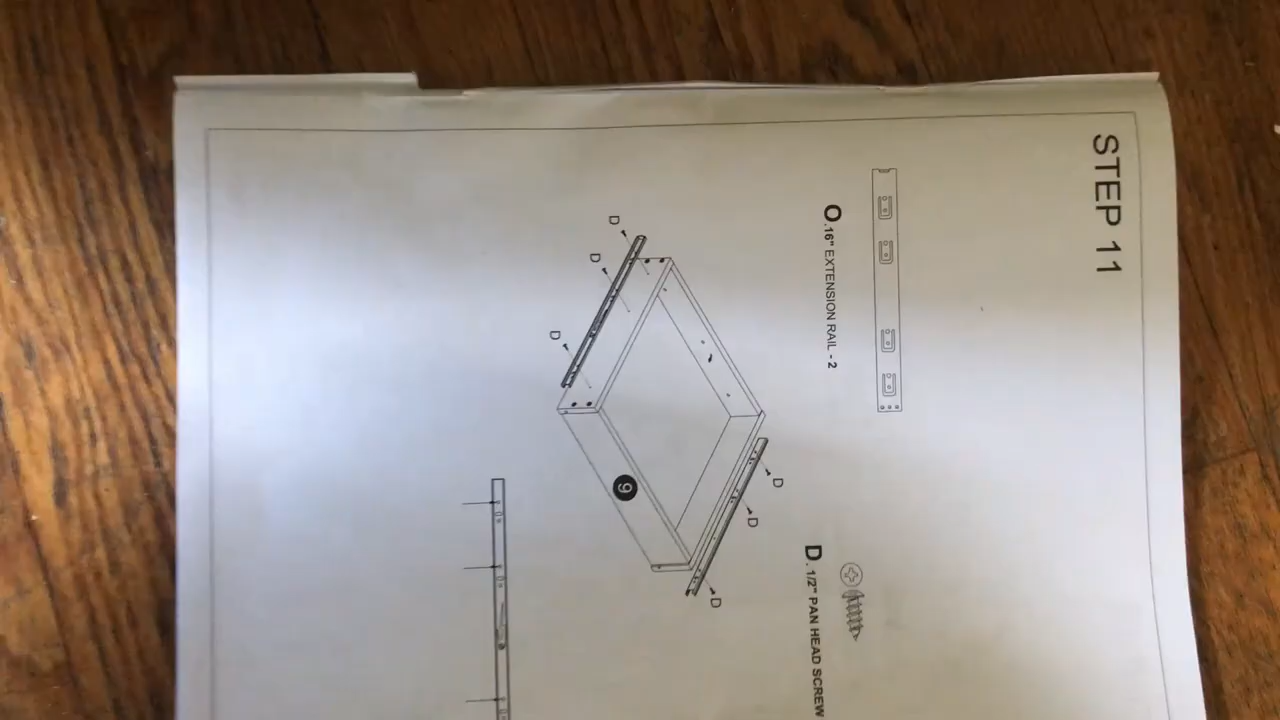 STEP 11
O.16" EXTENSION RAIL - 2
D. 1/2" PAN HEAD SCREW
D
D
D
9
D
D
D